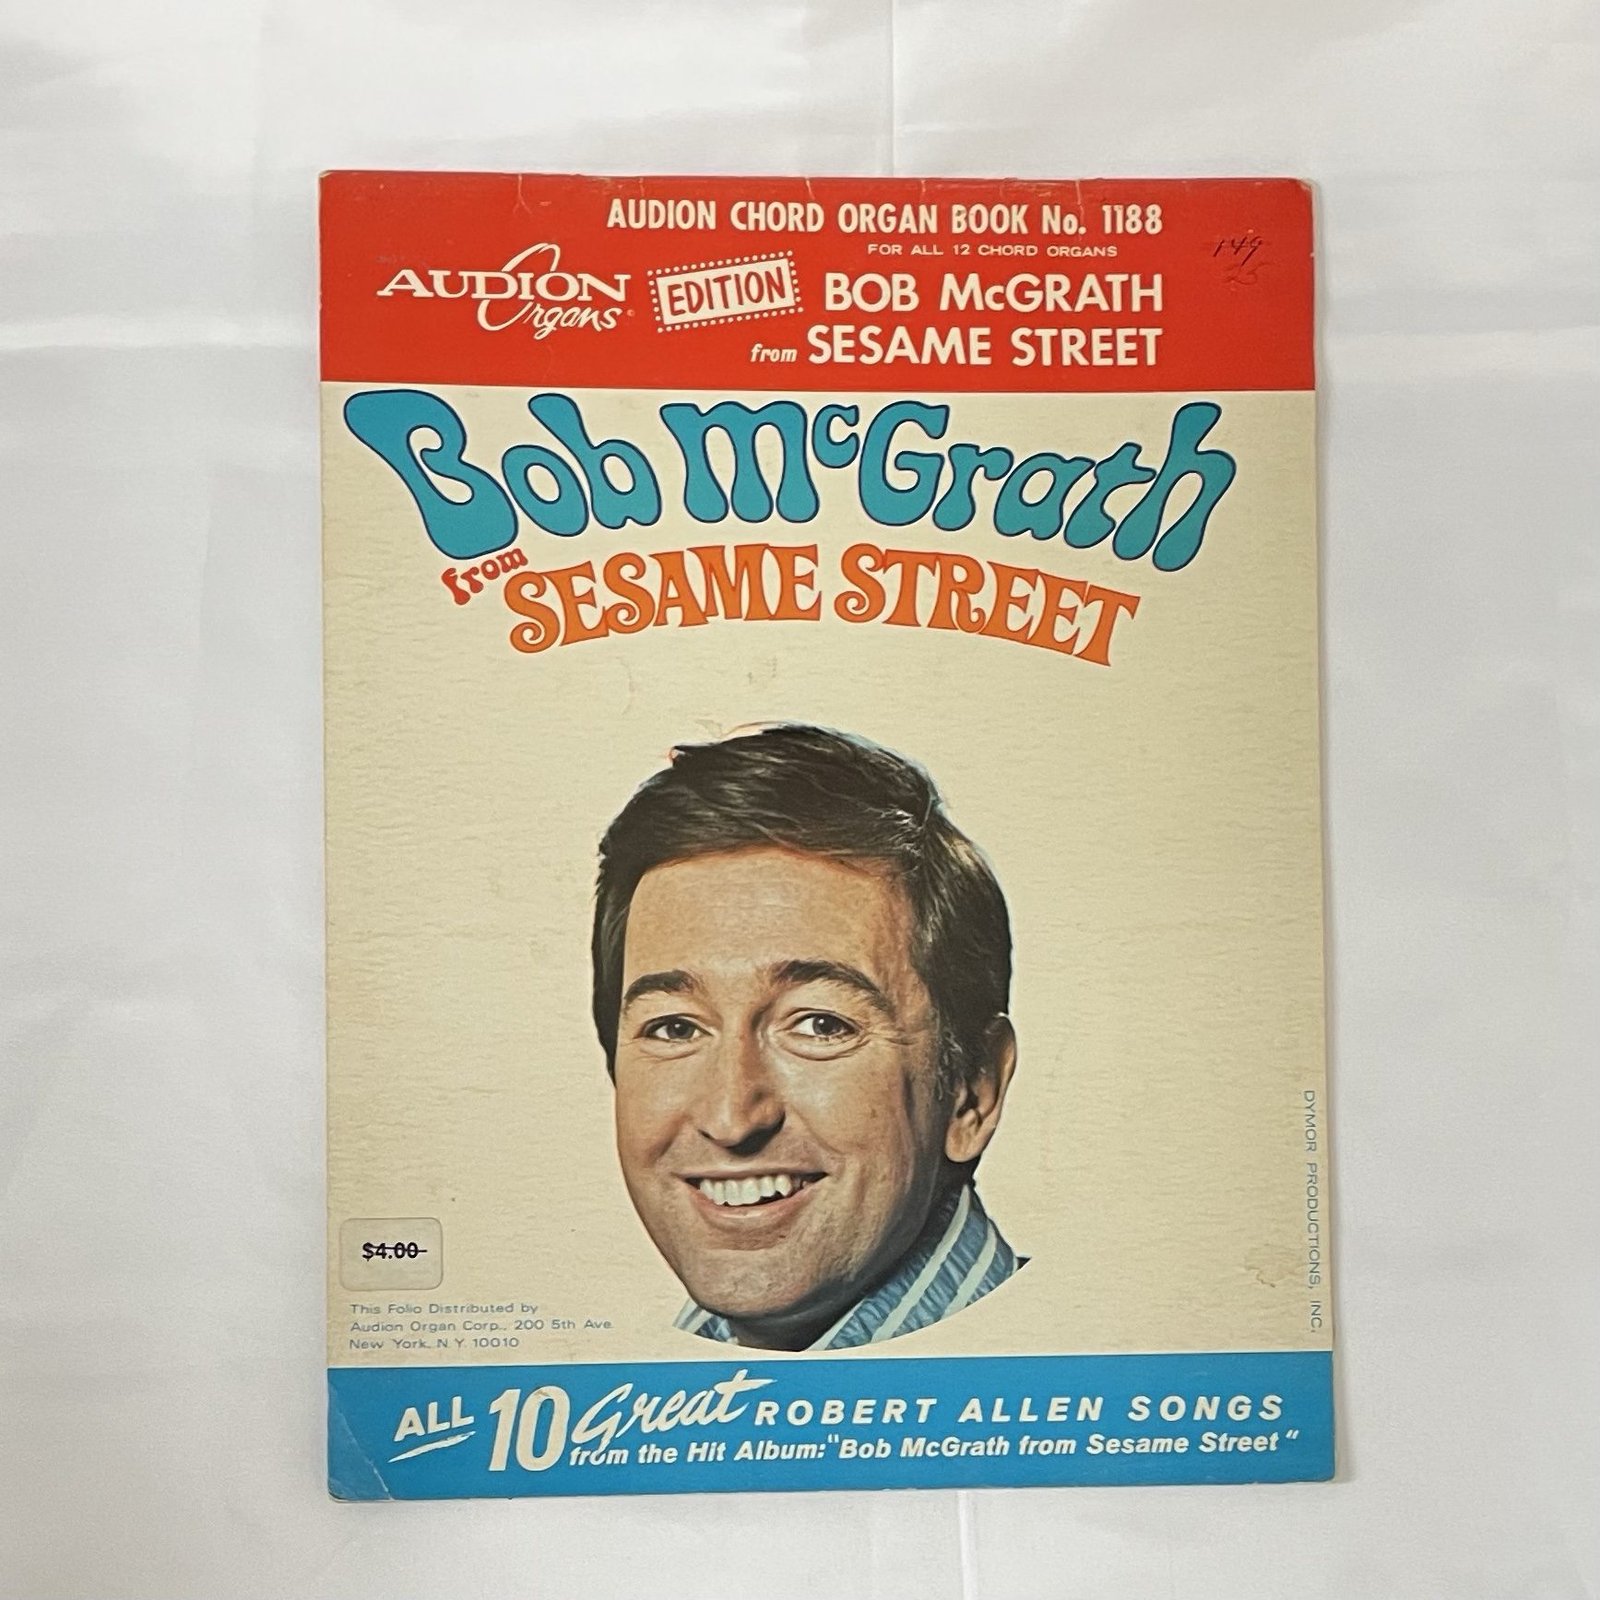 AUDION CHORD ORGAN BOOK No. 1188
FOR ALL 12 CHORD ORGANS
149
25
AUDION
Organs
EDITION
BOB McGRATH
from SESAME STREET
Bob McGrath
from SESAME STREET
DYMOR PRODUCTIONS, INC.
$4.00
This Folio Distributed by
Audion Organ Corp., 200 5th Ave.
New York, N.Y. 10010
ALL 10 Great ROBERT ALLEN SONGS
from the Hit Album: "Bob McGrath from Sesame Street"